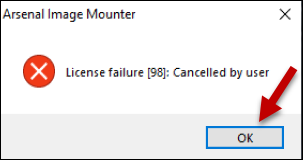 Arsenal Image Mounter
License failure [98]: Cancelled by user
OK